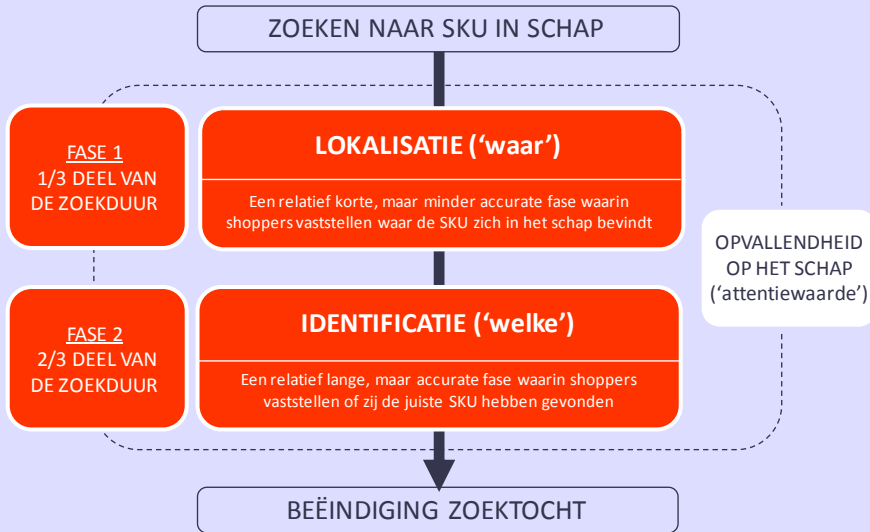 ZOEKEN NAAR SKU IN SCHAP
FASE 1
1/3 DEEL VAN
DE ZOEKDUUR
LOKALISATIE (‘waar’)
Een relatief korte, maar minder accurate fase waarin
shoppers vaststellen waar de SKU zich in het schap bevindt
OPVALLENDHEID
OP HET SCHAP
(‘attentiewaarde’)
FASE 2
2/3 DEEL VAN
DE ZOEKDUUR
IDENTIFICATIE (‘welke’)
Een relatief lange, maar accurate fase waarin shoppers
vaststellen of zij de juiste SKU hebben gevonden
BEËINDIGING ZOEKTOCHT